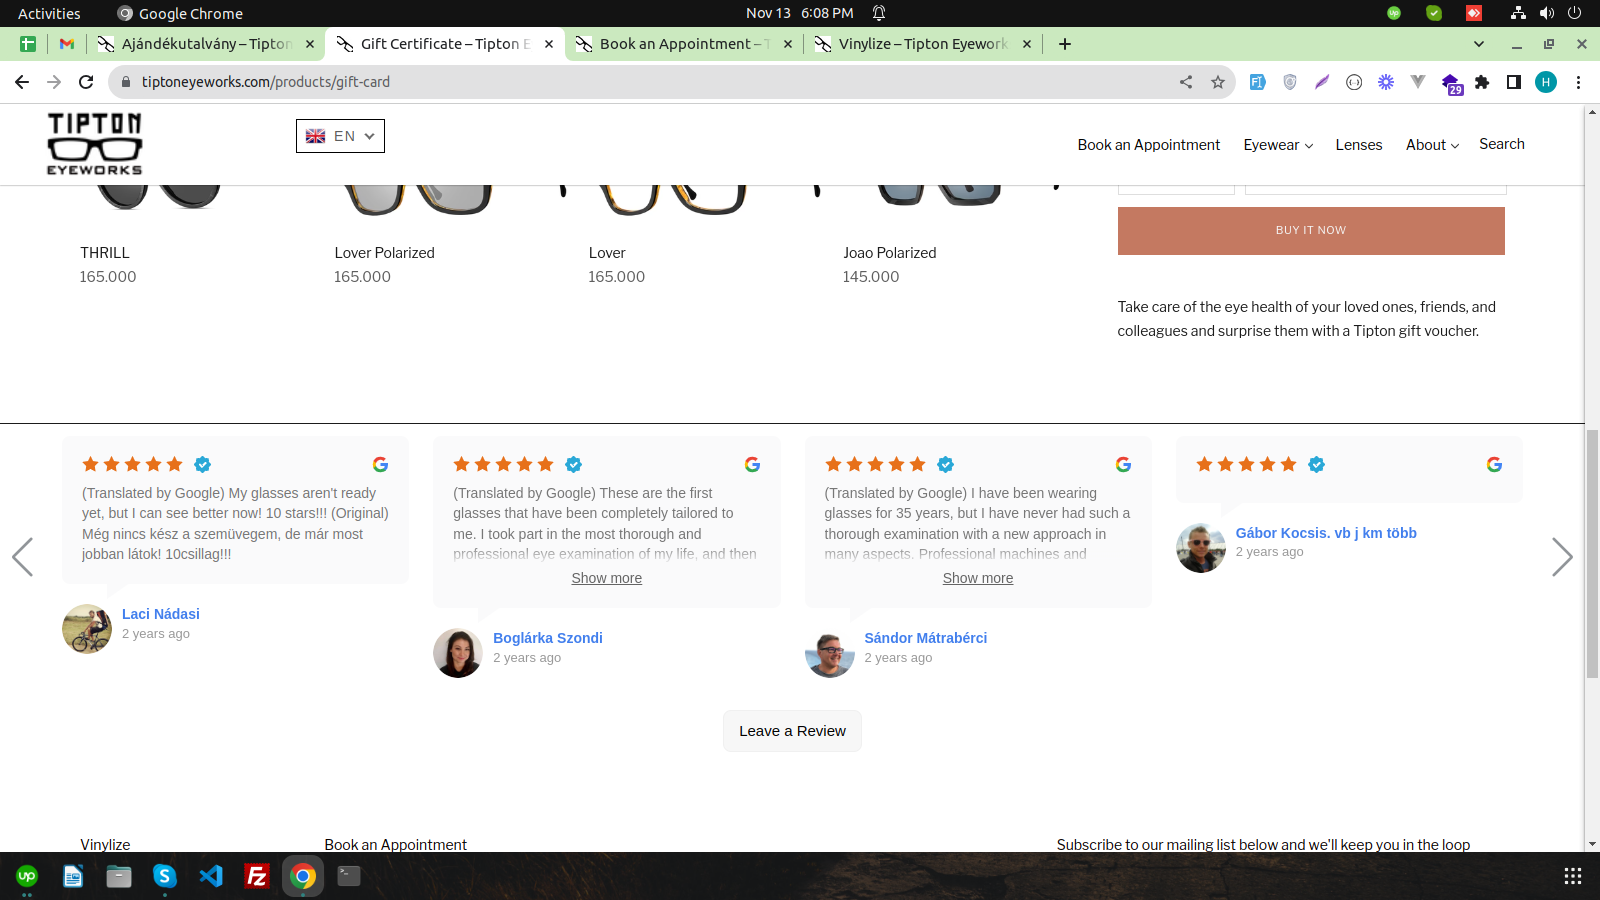 Activities
Google Chrome
Nov 13 6:08 PM
Ajándékutalvány – Tipton
Gift Certificate – Tipton E
Book an Appointment – T
Vinylize – Tipton Eyework
tiptoneyeworks.com/products/gift-card
29
H
TIPTON
EYEWORKS
EN
Book an Appointment
Eyewear
Lenses
About
Search
BUY IT NOW
THRILL
165.000
Lover Polarized
165.000
Lover
165.000
Joao Polarized
145.000
Take care of the eye health of your loved ones, friends, and
colleagues and surprise them with a Tipton gift voucher.
(Translated by Google) My glasses aren't ready
yet, but I can see better now! 10 stars!!! (Original)
Még nincs kész a szemüvegem, de már most
jobban látok! 10csillag!!!
Laci Nádasi
2 years ago
(Translated by Google) These are the first
glasses that have been completely tailored to
me. I took part in the most thorough and
professional eye examination of my life, and then
Show more
Boglárka Szondi
2 years ago
(Translated by Google) I have been wearing
glasses for 35 years, but I have never had such a
thorough examination with a new approach in
many aspects. Professional machines and
Show more
Sándor Mátrabérci
2 years ago
Gábor Kocsis. vb j km több
2 years ago
Leave a Review
Vinylize
Book an Appointment
Subscribe to our mailing list below and we'll keep you in the loop
up